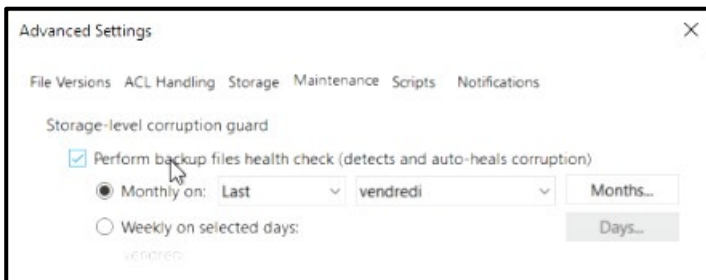 Advanced Settings
File Versions ACL Handling Storage Maintenance Scripts Notifications
Storage-level corruption guard
Perform backup files health check (detects and auto-heals corruption)
Monthly on: Last vendredi Months...
Weekly on selected days: Days...
vendredi